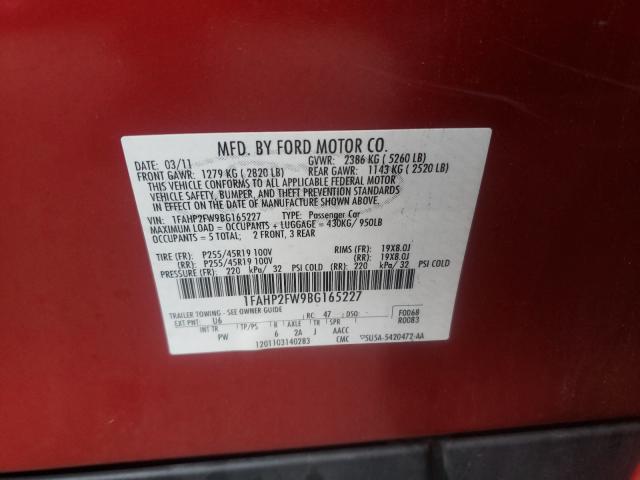 MFD. BY FORD MOTOR CO.
DATE: 03/11 GVWR: 2386 KG ( 5260 LB)
FRONT GAWR: 1279 KG ( 2820 LB) REAR GAWR: 1143 KG ( 2520 LB)
THIS VEHICLE CONFORMS TO ALL APPLICABLE FEDERAL MOTOR
VEHICLE SAFETY, BUMPER, AND THEFT PREVENTION STANDARDS
IN EFFECT ON THE DATE OF MANUFACTURE SHOWN ABOVE.
VIN: 1FAHP2FW9BG165227 TYPE: Passenger Car
MAXIMUM LOAD = OCCUPANTS + LUGGAGE = 430KG/ 950LB
OCCUPANTS = 5 TOTAL; 2 FRONT, 3 REAR
TIRE (FR): P255/45R19 100V RIMS (FR): 19X8.0J
(RR): P255/45R19 100V (RR): 19X8.0J
PRESSURE (FR): 220 kPa/ 32 PSI COLD (RR): 220 kPa/ 32
1FAHP2FW9BG165227
TRAILER TOWING - SEE OWNER GUIDE
EXT PNT: U6 RC: 47 DSO: F0068
R0083
INT TR TP/PS R AXLE TR SPR AACC
PW 6 2A J CMC
1201103140283 5U5A-5420472-AA